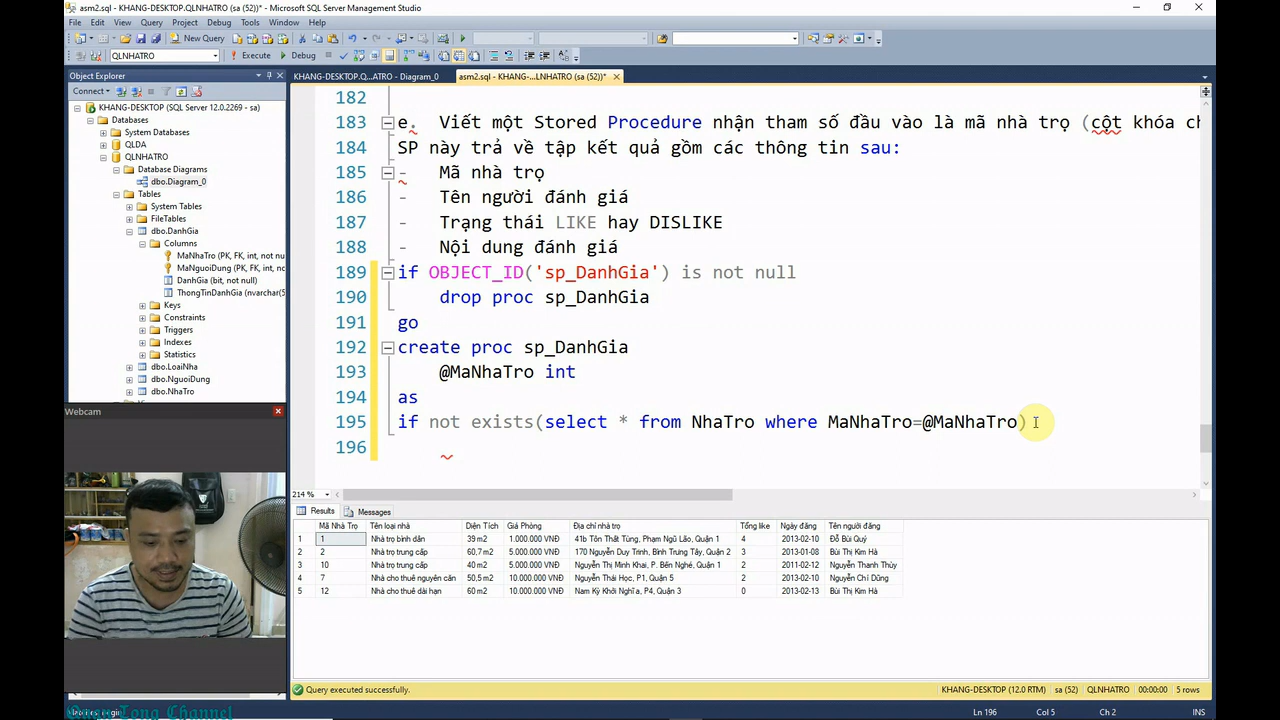 asm2.sql - KHANG-DESKTOP.QLNHATRO (sa (52))* - Microsoft SQL Server Management Studio
File Edit View Query Project Debug Tools Window Help
New Query
QLNHATRO Execute Debug
Object Explorer
Connect
KHANG-DESKTOP (SQL Server 12.0.2269 - sa)
Databases
System Databases
QLDA
QLNHATRO
Database Diagrams
dbo.Diagram_0
Tables
System Tables
FileTables
dbo.DanhGia
Columns
MaNhaTro (PK, FK, int, not nu
MaNguoiDung (PK, FK, int, nc
DanhGia (bit, not null)
ThongTinDanhGia (nvarchar(5
Keys
Constraints
Triggers
Indexes
Statistics
dbo.LoaiNha
dbo.NguoiDung
dbo.NhaTro
Webcam
KHANG-DESKTOP.Q...ATRO - Diagram_0 asm2.sql - KHANG-...LNHATRO (sa (52))*
182
183 e. Viết một Stored Procedure nhận tham số đầu vào là mã nhà trọ (cột khóa ch
184 SP này trả về tập kết quả gồm các thông tin sau:
185 - Mã nhà trọ
186 - Tên người đánh giá
187 - Trạng thái LIKE hay DISLIKE
188 - Nội dung đánh giá
189 if OBJECT_ID('sp_DanhGia') is not null
190 drop proc sp_DanhGia
191 go
192 create proc sp_DanhGia
193 @MaNhaTro int
194 as
195 if not exists(select * from NhaTro where MaNhaTro=@MaNhaTro)
196
214 %
Results Messages
Mã Nhà Trọ Tên loại nhà Diện Tích Giá Phòng Địa chỉ nhà trọ Tổng like Ngày đăng Tên người đăng
1 1 Nhà trọ bình dân 39 m2 1.000.000 VNĐ 41b Tôn Thất Tùng, Phạm Ngũ Lão, Quận 1 4 2013-02-10 Đỗ Bùi Quý
2 2 Nhà trọ trung cấp 60,7 m2 5.000.000 VNĐ 170 Nguyễn Duy Trinh, Bình Trưng Tây, Quận 2 3 2013-01-08 Bùi Thị Kim Hà
3 10 Nhà trọ trung cấp 40 m2 5.000.000 VNĐ Nguyễn Thị Minh Khai, P. Bến Nghé, Quận 1 2 2011-02-12 Nguyễn Thanh Thùy
4 7 Nhà cho thuê nguyên căn 50,5 m2 10.000.000 VNĐ Nguyễn Thái Học, P1, Quận 5 2 2013-02-10 Nguyễn Chí Dũng
5 12 Nhà cho thuê dài hạn 60 m2 10.000.000 VNĐ Nam Kỳ Khởi Nghĩa, P4, Quận 3 0 2013-02-13 Bùi Thị Kim Hà
Query executed successfully. KHANG-DESKTOP (12.0 RTM) sa (52) QLNHATRO 00:00:00 5 rows
Ln 196 Col 5 Ch 2 INS